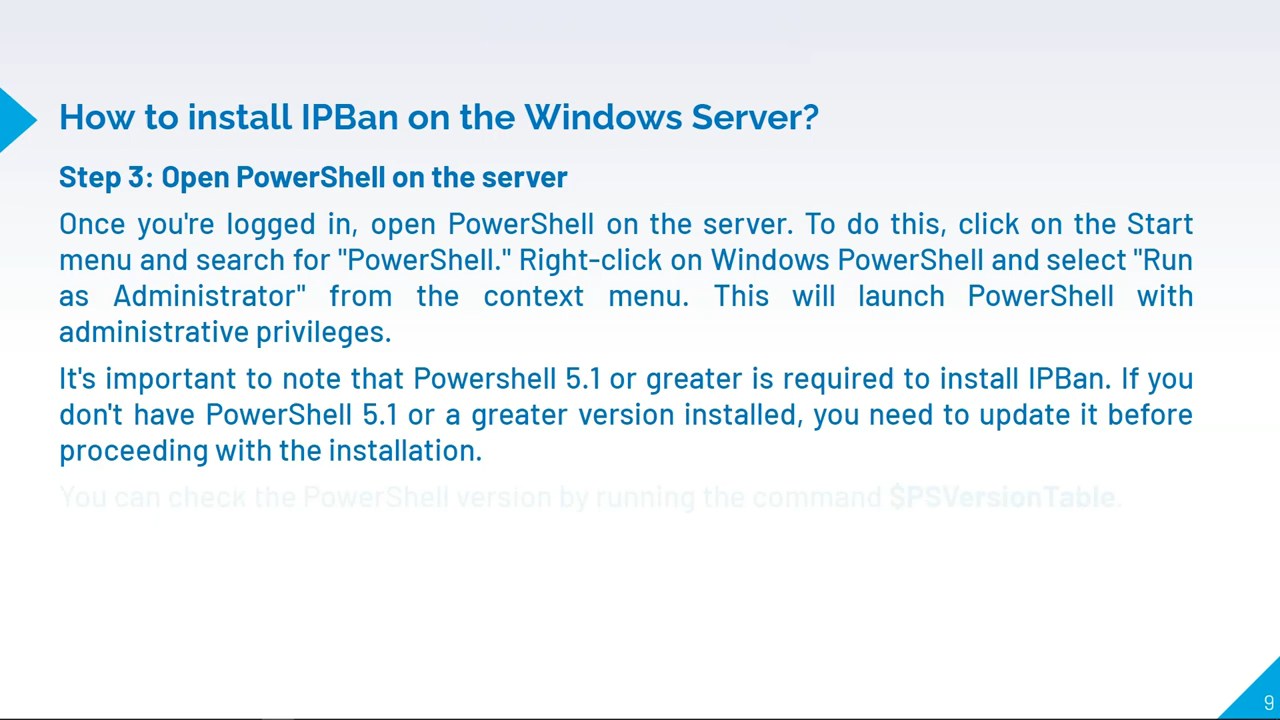 How to install IPBan on the Windows Server?
Step 3: Open PowerShell on the server
Once you're logged in, open PowerShell on the server. To do this, click on the Start
menu and search for "PowerShell." Right-click on Windows PowerShell and select "Run
as Administrator" from the context menu. This will launch PowerShell with
administrative privileges.
It's important to note that Powershell 5.1 or greater is required to install IPBan. If you
don't have PowerShell 5.1 or a greater version installed, you need to update it before
proceeding with the installation.
You can check the PowerShell version by running the command $PSVersionTable.
9